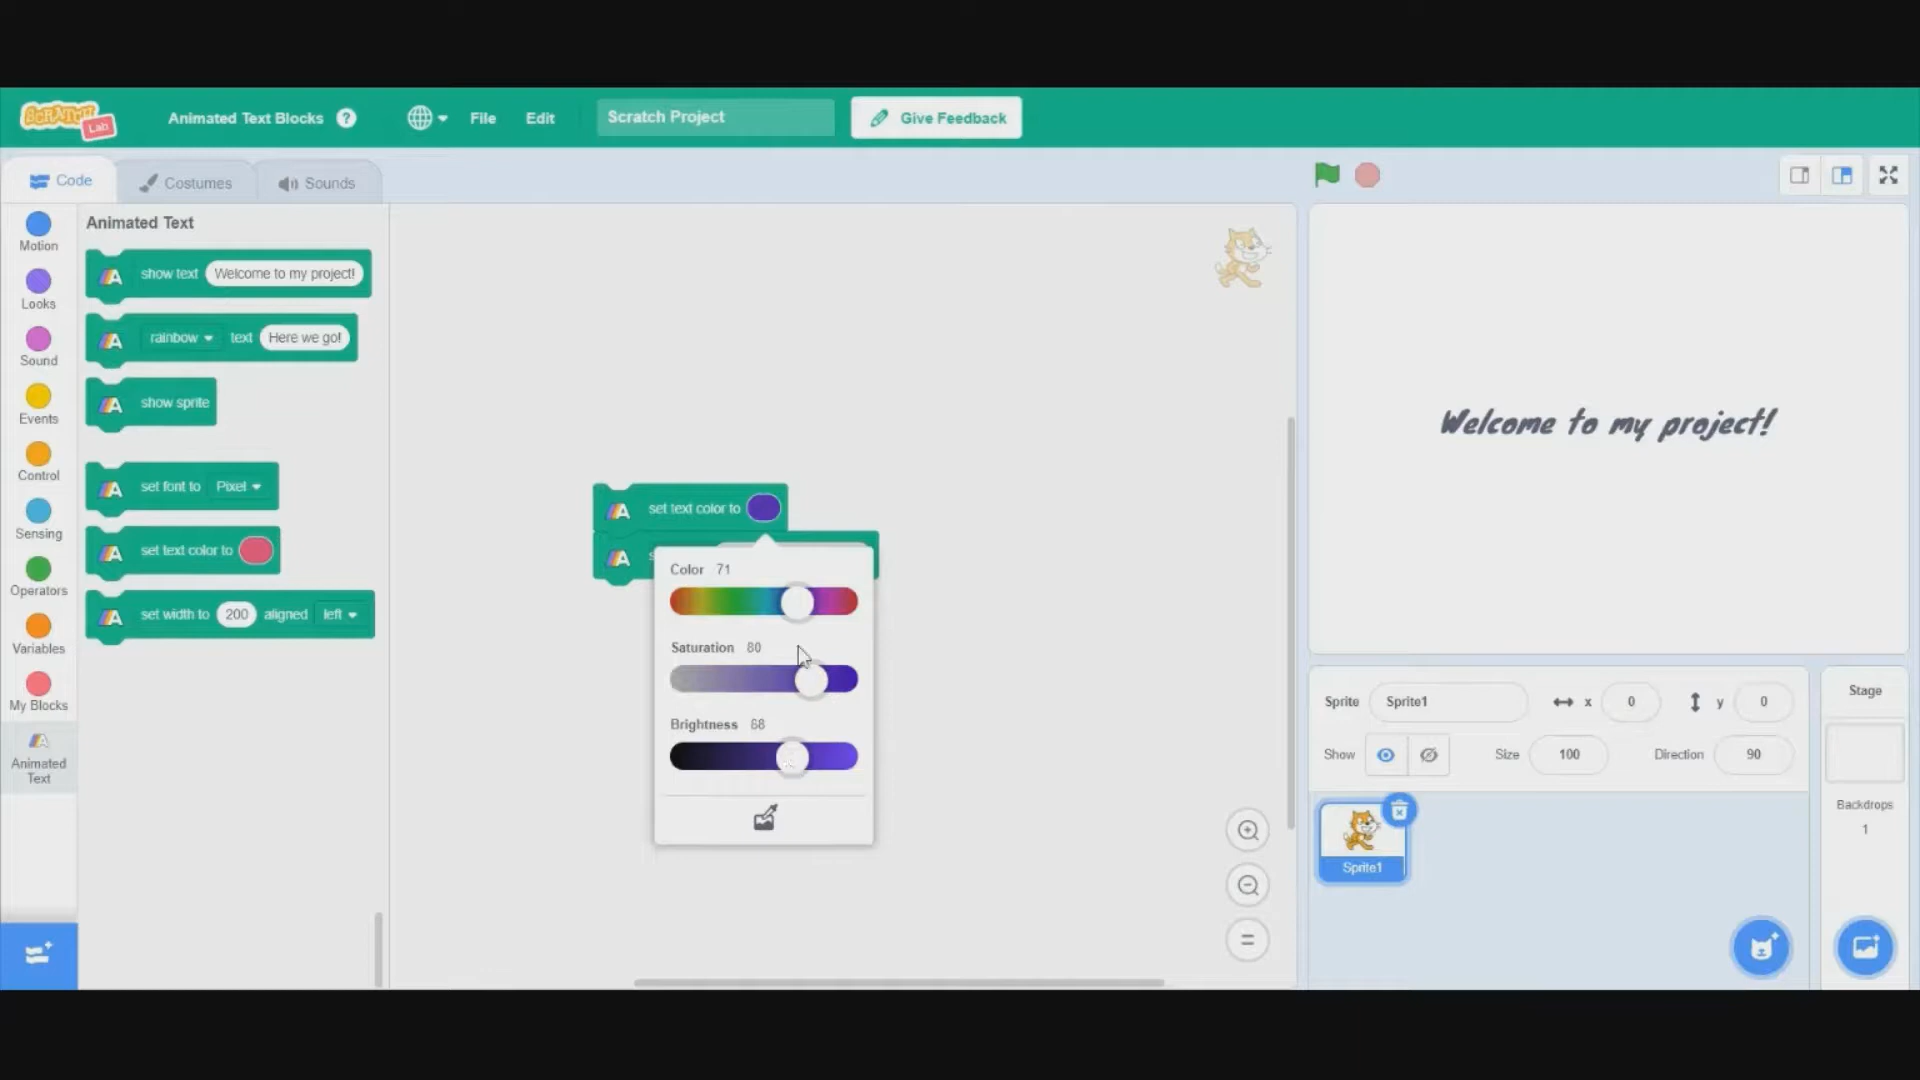 SCRATCH Lab
Animated Text Blocks ?
File
Edit
Scratch Project
Give Feedback
Code
Costumes
Sounds
Motion
Looks
Sound
Events
Control
Sensing
Operators
Variables
My Blocks
Animated
Text
Animated Text
show text Welcome to my project!
rainbow text Here we go!
show sprite
set font to Pixel
set text color to
set width to 200 aligned left
set text color to
s
Color 71
Saturation 80
Brightness 68
Welcome to my project!
Sprite Sprite1 x 0 y 0
Show Size 100 Direction 90
Sprite1
Stage
Backdrops
1